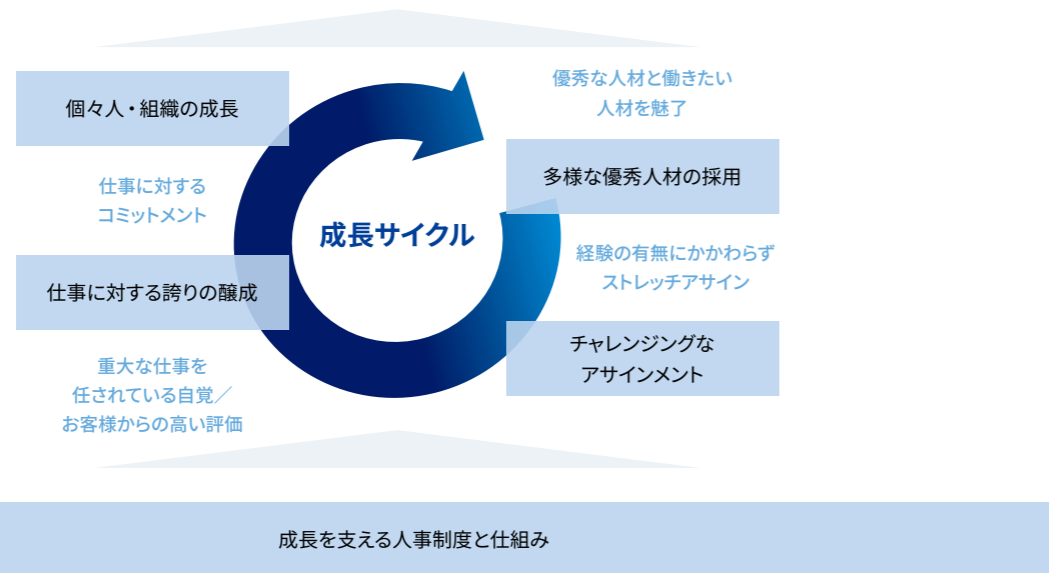 個々人・組織の成長
仕事に対する
コミットメント
仕事に対する誇りの醸成
重大な仕事を
任されている自覚／
お客様からの高い評価
成長サイクル
優秀な人材と働きたい
人材を魅了
多様な優秀人材の採用
経験の有無にかかわらず
ストレッチアサイン
チャレンジングな
アサインメント
成長を支える人事制度と仕組み